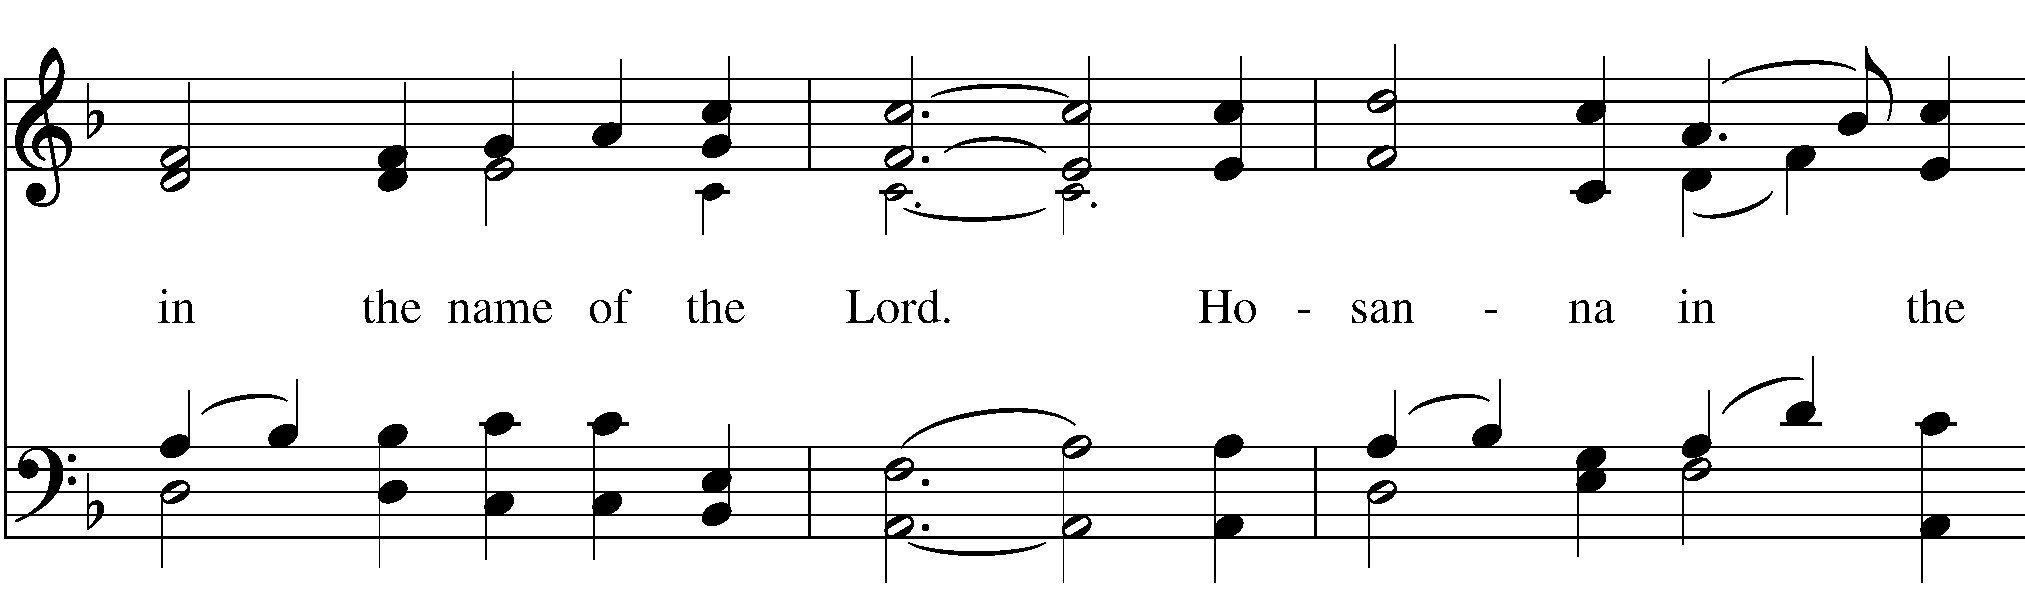 in the name of the Lord. Ho - san - na in the